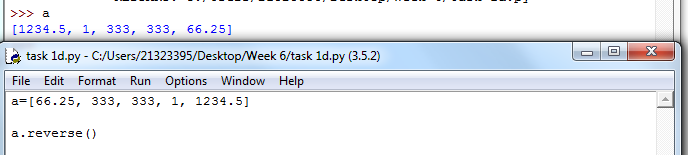 >>> a
[1234.5, 1, 333, 333, 66.25]
task 1d.py - C:/Users/21323395/Desktop/Week 6/task 1d.py (3.5.2)
File Edit Format Run Options Window Help
a=[66.25, 333, 333, 1, 1234.5]
a.reverse()